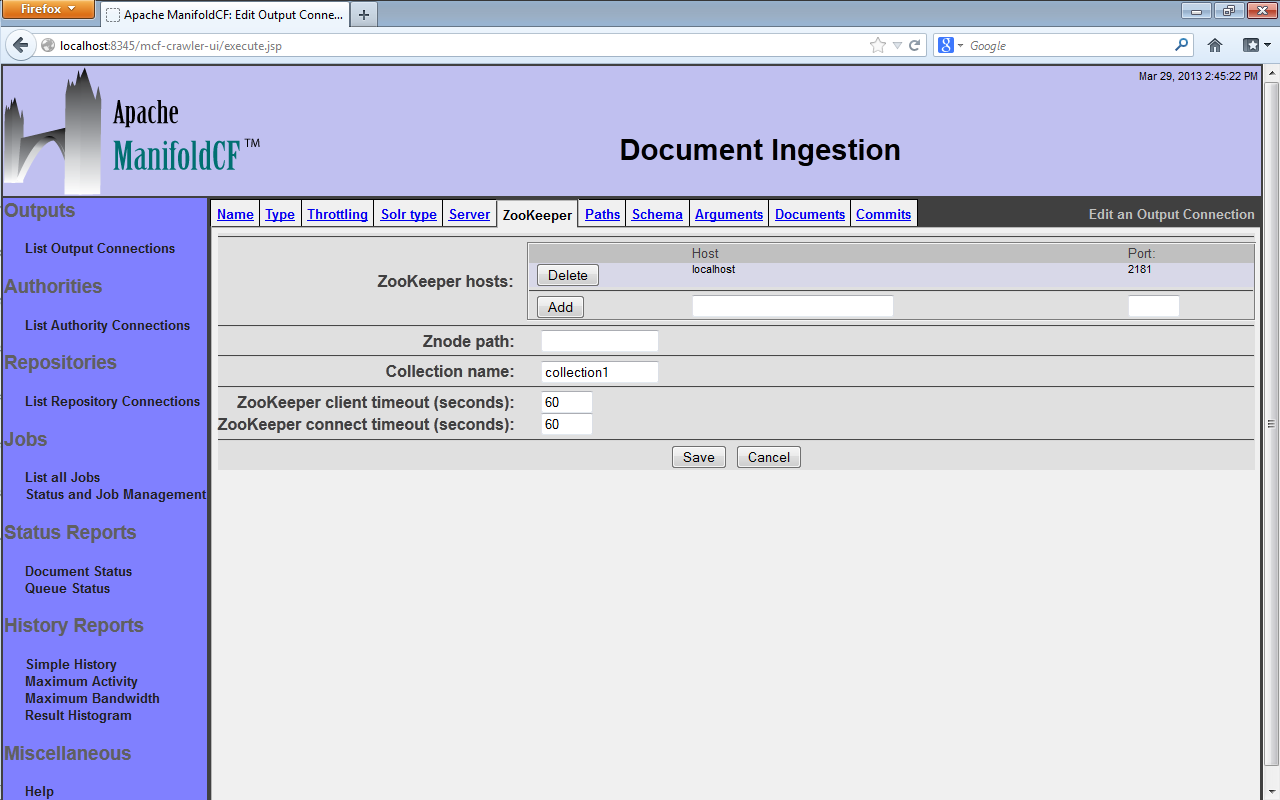 Firefox
Apache ManifoldCF: Edit Output Conne...
localhost:8345/mcf-crawler-ui/execute.jsp
Google
Mar 29, 2013 2:45:22 PM
Apache
ManifoldCF™
Document Ingestion
Name Type Throttling Solr type Server ZooKeeper Paths Schema Arguments Documents Commits
Edit an Output Connection
Outputs
List Output Connections
Authorities
List Authority Connections
Repositories
List Repository Connections
Jobs
List all Jobs
Status and Job Management
Status Reports
Document Status
Queue Status
History Reports
Simple History
Maximum Activity
Maximum Bandwidth
Result Histogram
Miscellaneous
Help
ZooKeeper hosts:
Host Port:
Delete localhost 2181
Add
Znode path:
Collection name: collection1
ZooKeeper client timeout (seconds): 60
ZooKeeper connect timeout (seconds): 60
Save Cancel